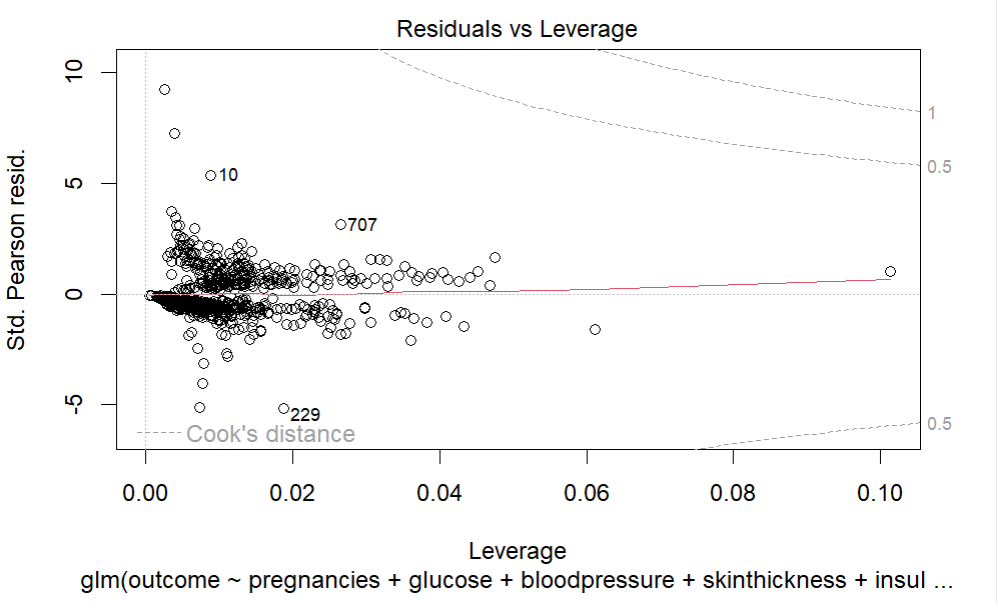 Residuals vs Leverage
Std. Pearson resid.
10
5
0
-5
10
707
229
1
0.5
0.5
Cook's distance
0.00 0.02 0.04 0.06 0.08 0.10
Leverage
glm(outcome ~ pregnancies + glucose + bloodpressure + skinthickness + insul ...